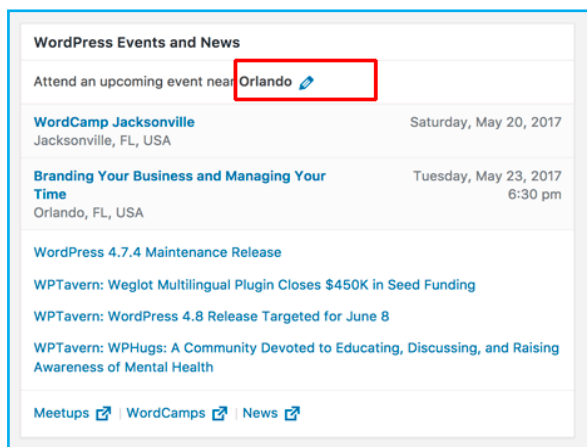 WordPress Events and News
Attend an upcoming event near Orlando
WordCamp Jacksonville
Saturday, May 20, 2017
Jacksonville, FL, USA
Branding Your Business and Managing Your
Tuesday, May 23, 2017
Time
6:30 pm
Orlando, FL, USA
WordPress 4.7.4 Maintenance Release
WPTavern: Weglot Multilingual Plugin Closes $450K in Seed Funding
WPTavern: WordPress 4.8 Release Targeted for June 8
WPTavern: WPHugs: A Community Devoted to Educating, Discussing, and Raising
Awareness of Mental Health
Meetups | WordCamps | News